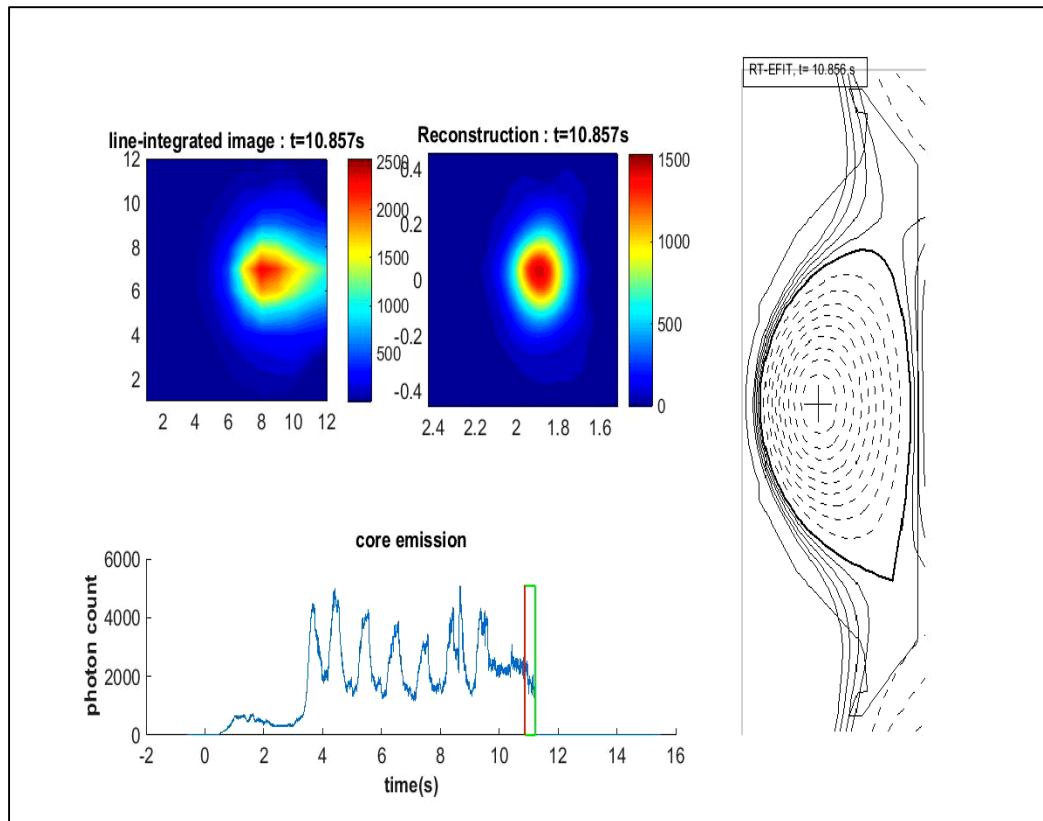 RT-EFIT, t= 10.856 s
line-integrated image : t=10.857s
12
10
8
6
4
2
2 4 6 8 10 12
2500
2000
1500
1000
500
Reconstruction : t=10.857s
0.4
0.2
0
-0.2
-0.4
2.4 2.2 2 1.8 1.6
1500
1000
500
0
core emission
photon count
6000
4000
2000
0
-2 0 2 4 6 8 10 12 14 16
time(s)